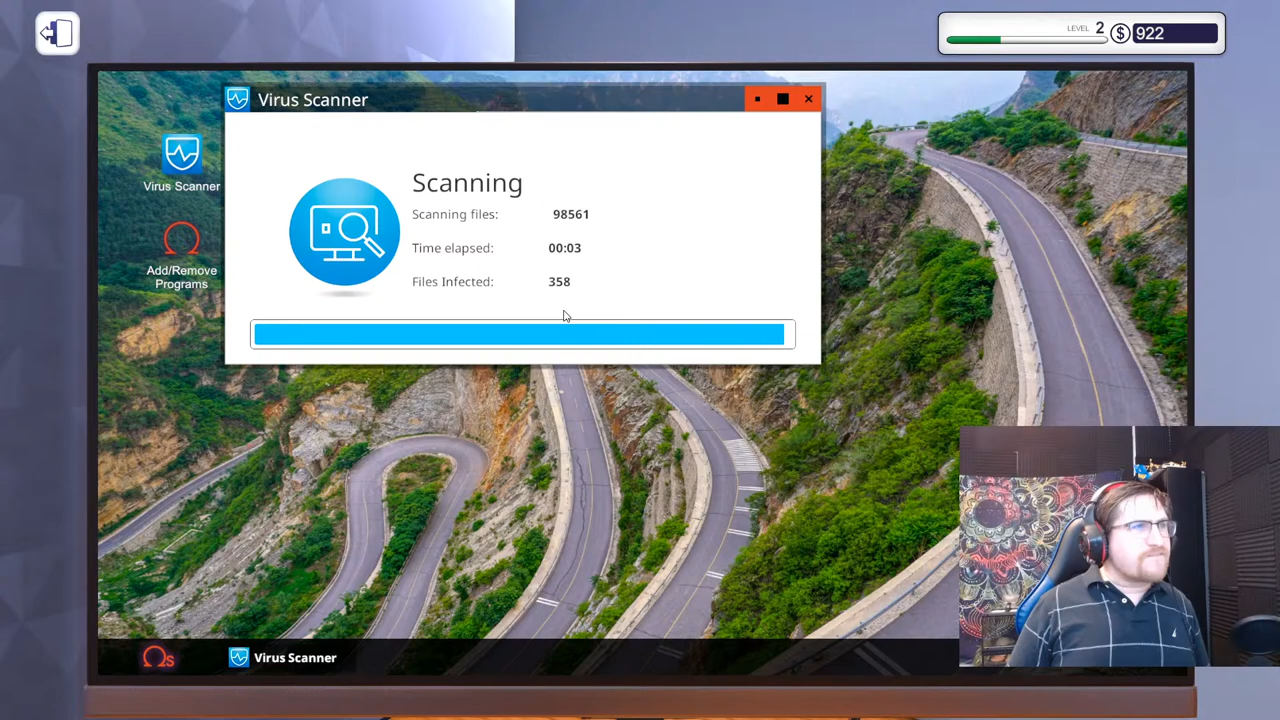 LEVEL 2 $ 922
Virus Scanner
Virus Scanner
Scanning
Scanning files: 98561
Time elapsed: 00:03
Files Infected: 358
Add/Remove
Programs
Ωs Virus Scanner